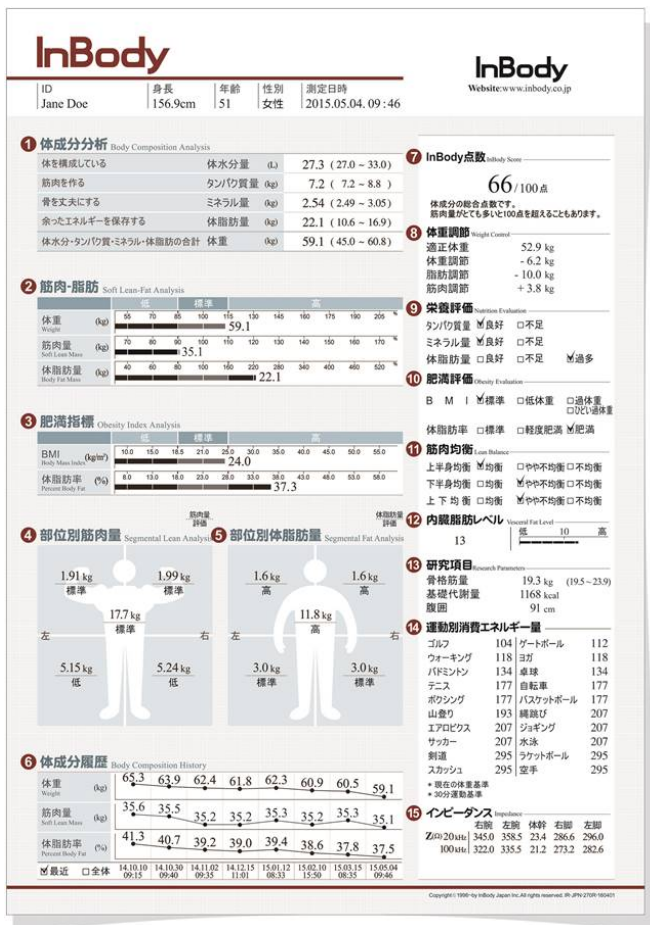 InBody
InBody
Website:www.inbody.co.jp
ID 身長 年齢 性別 測定日時
Jane Doe 156.9cm 51 女性 2015.05.04. 09:46
1 体成分分析 Body Composition Analysis
体を構成している 体水分量 (L) 27.3 ( 27.0 ~ 33.0)
筋肉を作る タンパク質量 (kg) 7.2 ( 7.2 ~ 8.8 )
骨を丈夫にする ミネラル量 (kg) 2.54 ( 2.49 ~ 3.05)
余ったエネルギーを保存する 体脂肪量 (kg) 22.1 ( 10.6 ~ 16.9)
体水分・タンパク質・ミネラル・体脂肪の合計 体重 (kg) 59.1 ( 45.0 ~ 60.8)
2 筋肉・脂肪 Soft Lean-Fat Analysis
低 標準 高
体重 (kg) 55 70 85 100 115 130 145 160 175 190 205 %
Weight 59.1
筋肉量 (kg) 70 80 90 100 110 120 130 140 150 160 170 %
Soft Lean Mass 35.1
体脂肪量 (kg) 40 60 80 100 160 220 280 340 400 460 520 %
Body Fat Mass 22.1
3 肥満指標 Obesity Index Analysis
低 標準 高
BMI (kg/m²) 10.0 15.0 18.5 21.0 25.0 30.0 35.0 40.0 45.0 50.0 55.0
Body Mass Index 24.0
体脂肪率 (%) 8.0 13.0 18.0 23.0 28.0 33.0 38.0 43.0 48.0 53.0 58.0
Percent Body Fat 37.3
筋肉量
評価
4 部位別筋肉量 Segmental Lean Analysis
1.91 kg 1.99 kg
標準 標準
17.7 kg
標準
左 右
5.15 kg 5.24 kg
低 低
体脂肪量
評価
5 部位別体脂肪量 Segmental Fat Analysis
1.6 kg 1.6 kg
高 高
11.8 kg
高
左 右
3.0 kg 3.0 kg
標準 標準
6 体成分履歴 Body Composition History
体重 (kg) 65.3 63.9 62.4 61.8 62.3 60.9 60.5 59.1
Weight
筋肉量 (kg) 35.6 35.5 35.2 35.2 35.3 35.2 35.3 35.1
Soft Lean Mass
体脂肪率 (%) 41.3 40.7 39.2 39.0 39.4 38.6 37.8 37.5
Percent Body Fat
最近 全体 14.10.10 14.10.30 14.11.02 14.12.15 15.01.12 15.02.10 15.03.15 15.05.04
09:15 09:40 09:35 11:01 08:33 15:50 08:35 09:46
7 InBody点数 InBody Score
66/100点
体成分の総合点数です。
筋肉量がとても多いと100点を超えることもあります。
8 体重調節 Weight Control
適正体重 52.9 kg
体重調節 - 6.2 kg
脂肪調節 - 10.0 kg
筋肉調節 + 3.8 kg
9 栄養評価 Nutrition Evaluation
タンパク質量 良好 不足
ミネラル量 良好 不足
体脂肪量 良好 不足 過多
10 肥満評価 Obesity Evaluation
B M I 標準 低体重 過体重
ひどい過体重
体脂肪率 標準 軽度肥満 肥満
11 筋肉均衡 Lean Balance
上半身均衡 均衡 やや不均衡 不均衡
下半身均衡 均衡 やや不均衡 不均衡
上下均衡 均衡 やや不均衡 不均衡
12 内臓脂肪レベル Visceral Fat Level
13 低 10 高
13 研究項目 Research Parameters
骨格筋量 19.3 kg (19.5~23.9)
基礎代謝量 1168 kcal
腹囲 91 cm
14 運動別消費エネルギー量
ゴルフ 104 ゲートボール 112
ウォーキング 118 ヨガ 118
バドミントン 134 卓球 134
テニス 177 自転車 177
ボクシング 177 バスケットボール 177
山登り 193 縄跳び 207
エアロビクス 207 ジョギング 207
サッカー 207 水泳 207
剣道 295 ラケットボール 295
スカッシュ 295 空手 295
* 現在の体重基準
* 30分運動基準
15 インピーダンス Impedance
右腕 左腕 体幹 右脚 左脚
Z(Ω) 20kHz 345.0 358.5 23.4 286.6 296.0
100kHz 322.0 335.5 21.2 273.2 282.6
Copyright©1996~by InBody Japan Inc. All rights reserved. IR-JPN-270R-160401